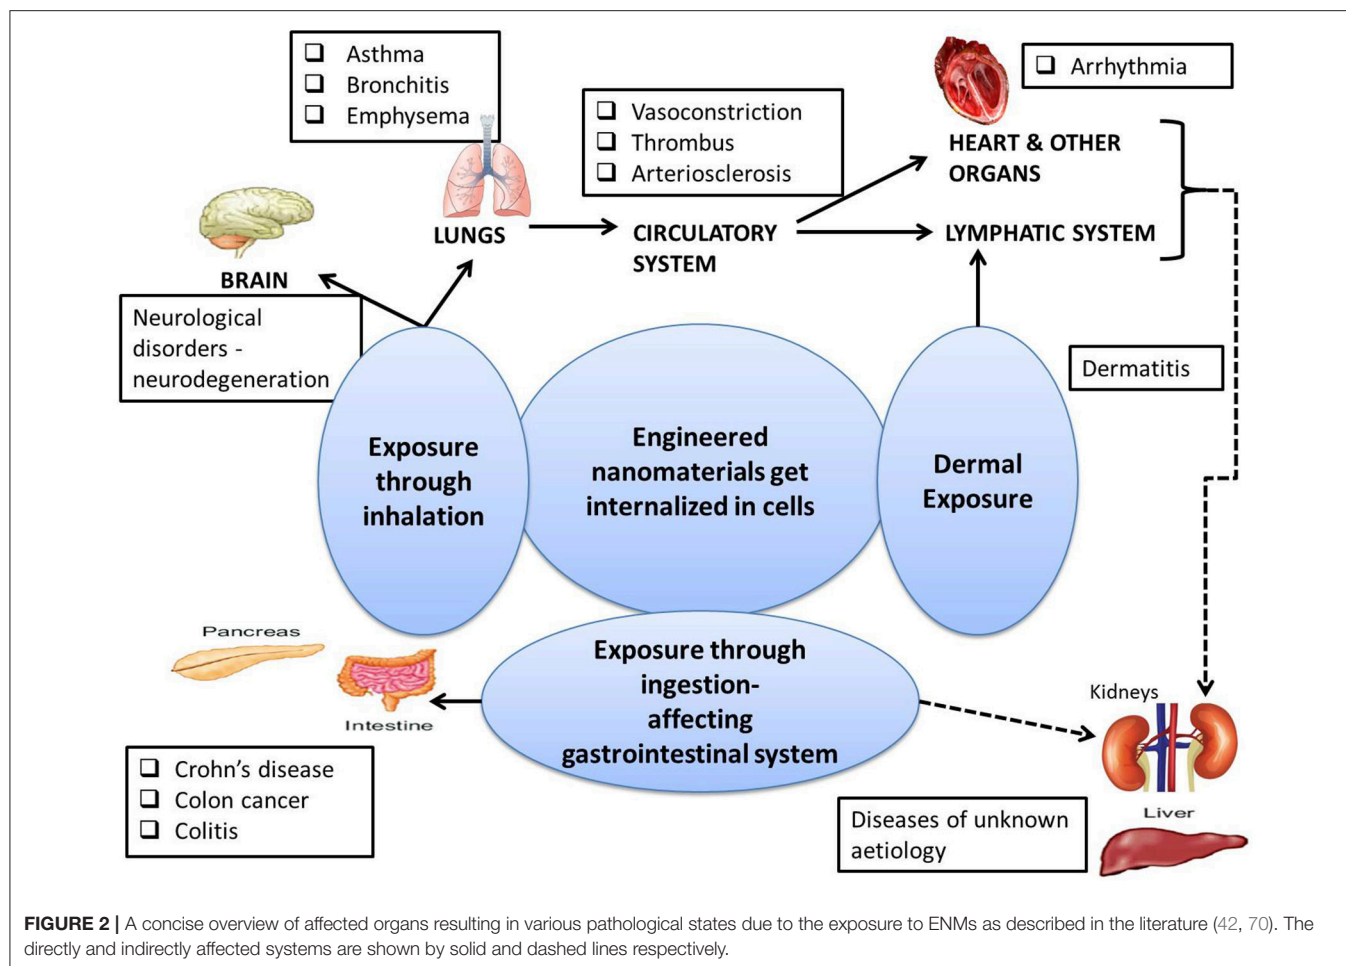 ❑ Asthma
❑ Bronchitis
❑ Emphysema
❑ Vasoconstriction
❑ Thrombus
❑ Arteriosclerosis
❑ Arrhythmia
HEART & OTHER
ORGANS
LUNGS
CIRCULATORY
SYSTEM
LYMPHATIC SYSTEM
BRAIN
Neurological
disorders -
neurodegeneration
Dermatitis
Exposure
through
inhalation
Engineered
nanomaterials get
internalized in cells
Dermal
Exposure
Pancreas
Intestine
Exposure through
ingestion-
affecting
gastrointestinal system
Kidneys
❑ Crohn’s disease
❑ Colon cancer
❑ Colitis
Diseases of unknown
aetiology
Liver
FIGURE 2 | A concise overview of affected organs resulting in various pathological states due to the exposure to ENMs as described in the literature (42, 70). The
directly and indirectly affected systems are shown by solid and dashed lines respectively.